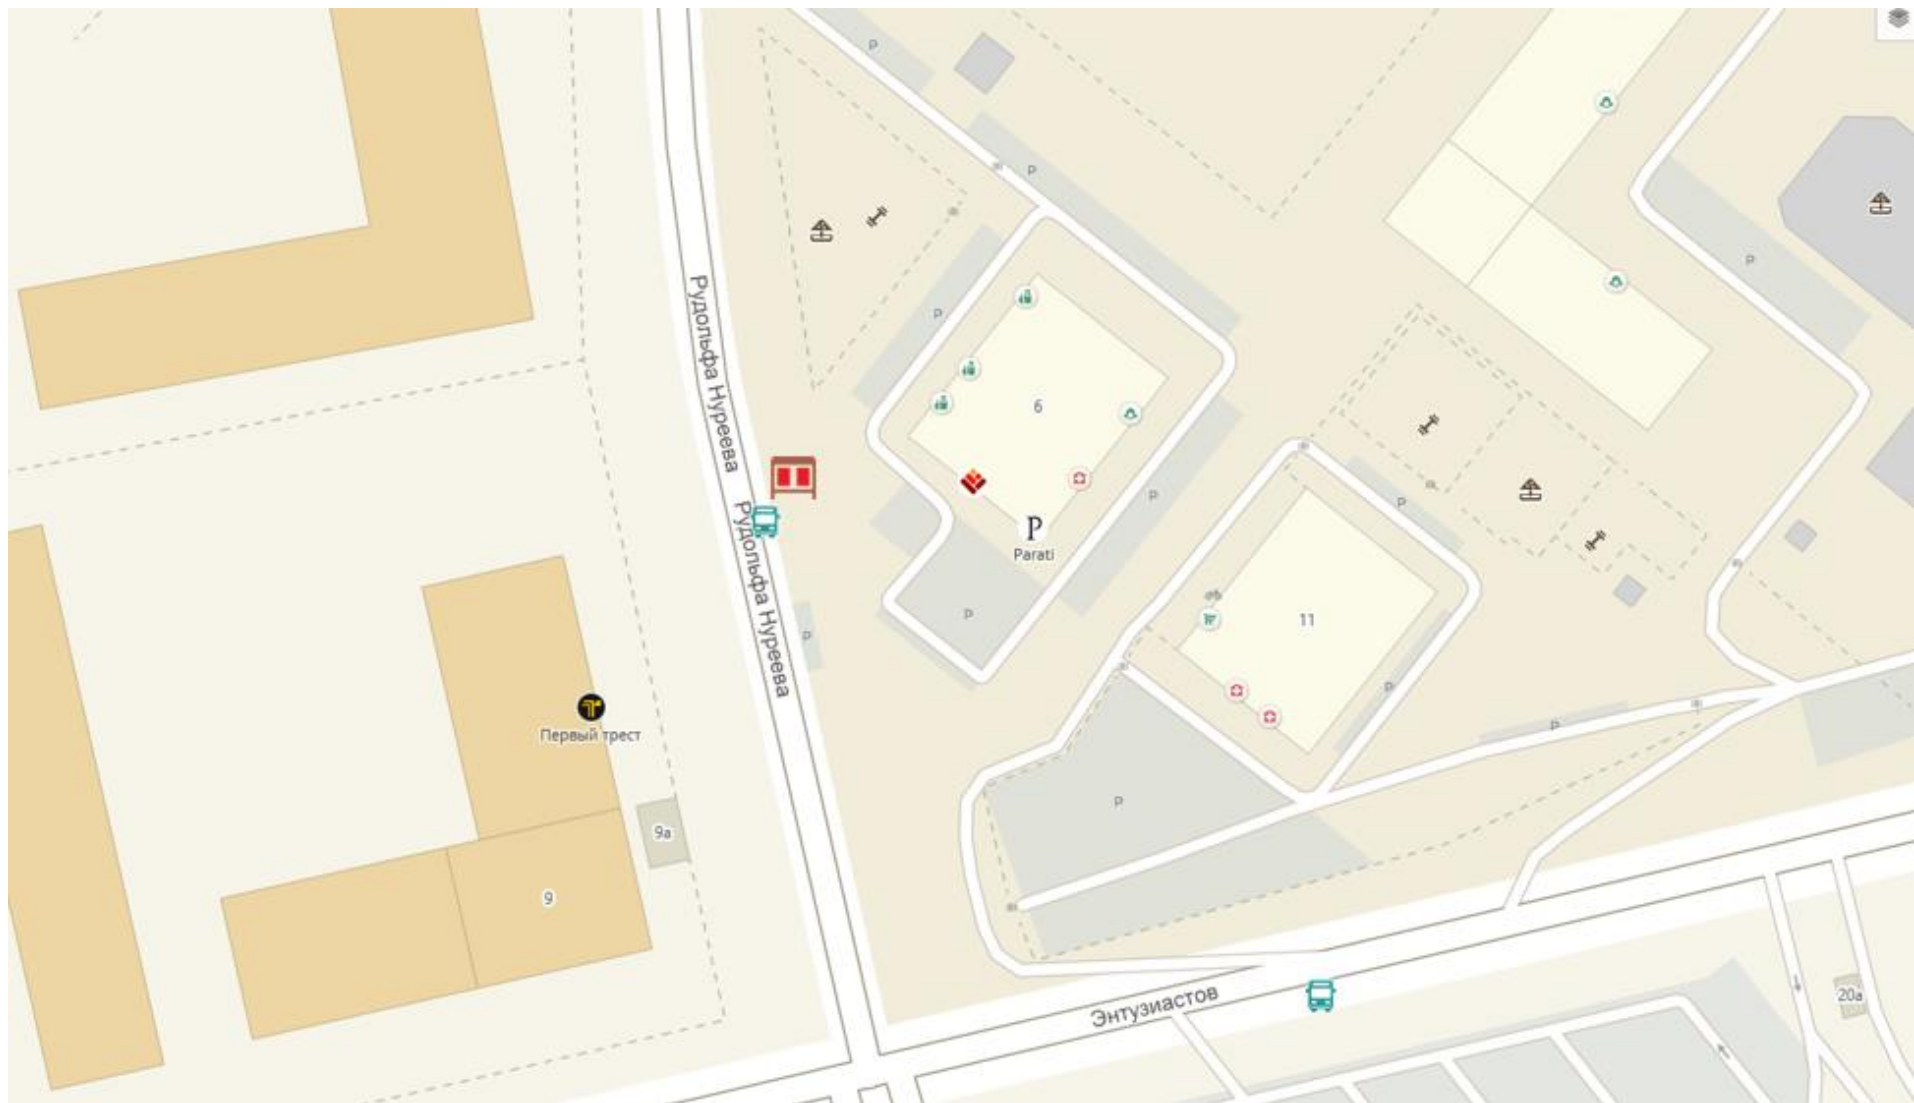 P
P
P
P
Рудольфа Нуреева
6
P
P
Parati
P
P
Рудольфа Нуреева
P
P
11
P
Первый трест
P
P
9а
9
20а
Энтузиастов